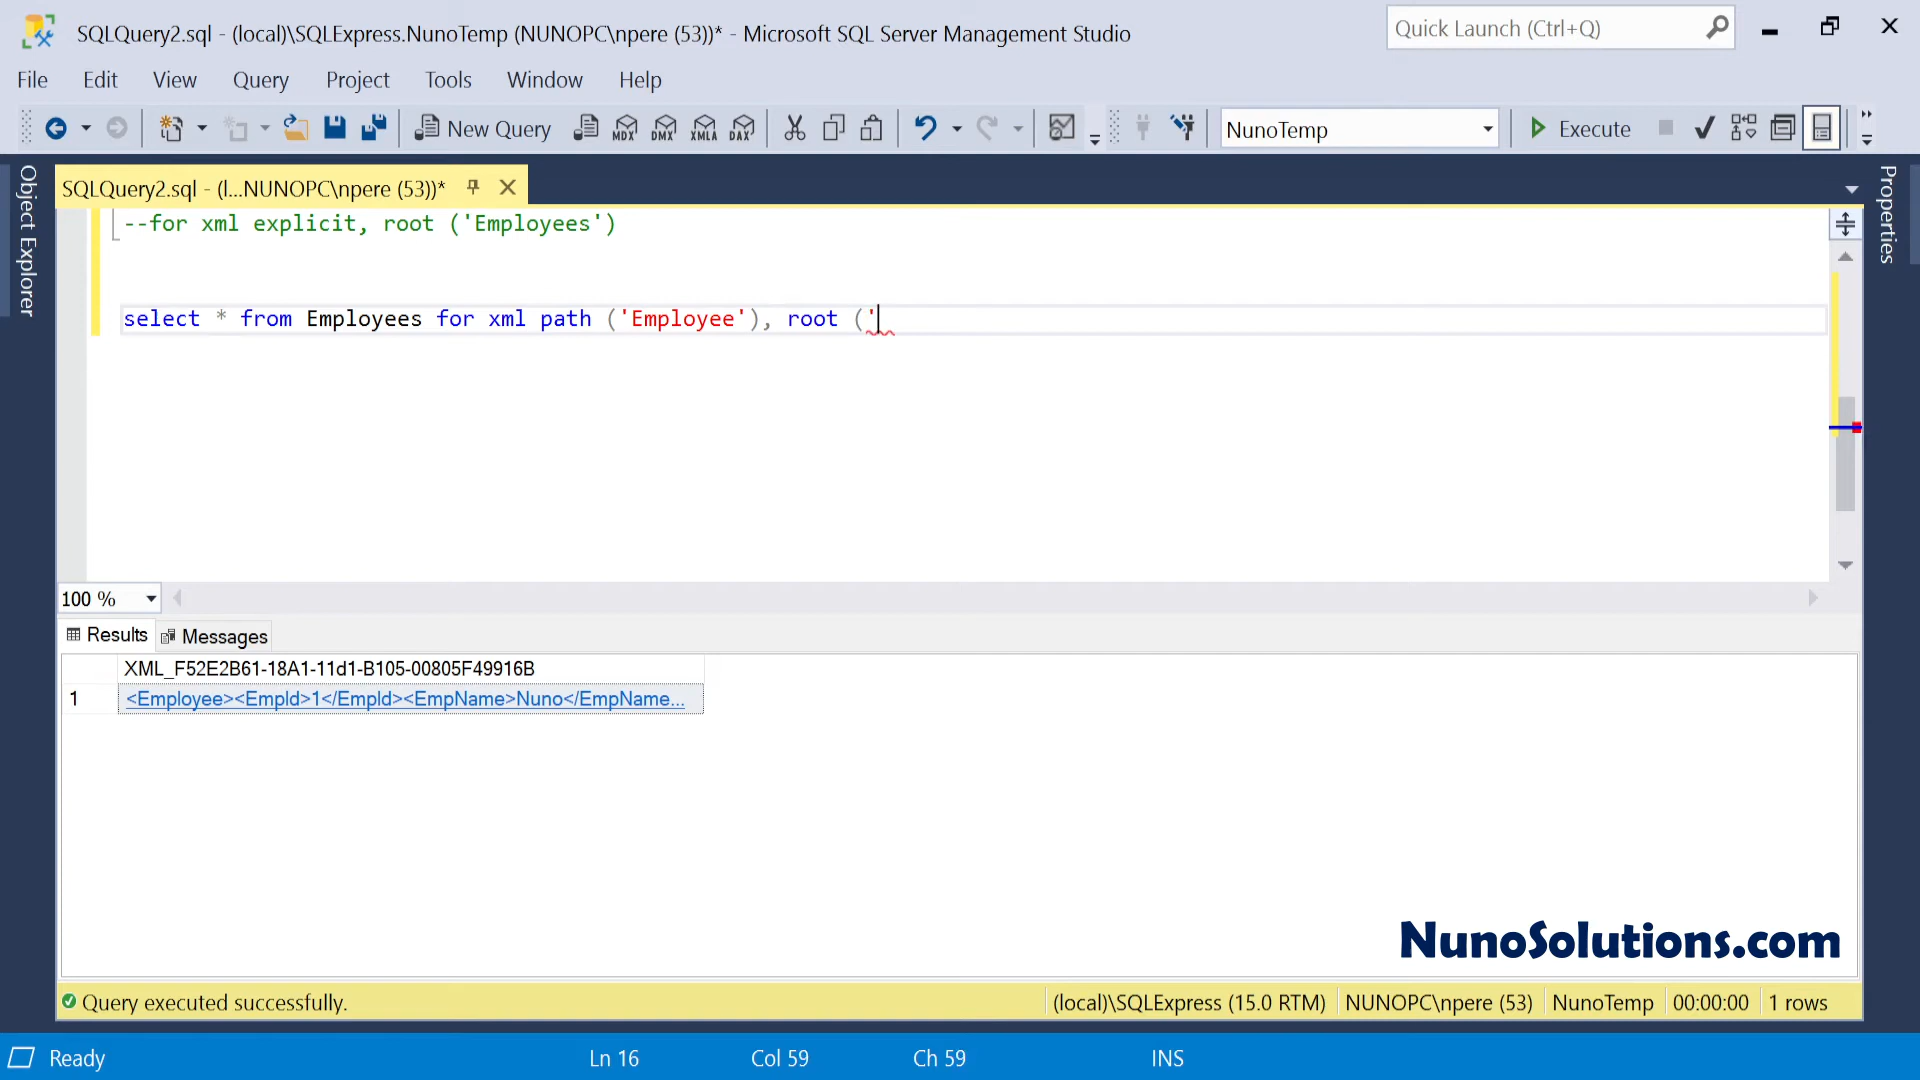 SQLQuery2.sql - (local)\SQLExpress.NunoTemp (NUNOPC\npere (53))* - Microsoft SQL Server Management Studio
Quick Launch (Ctrl+Q)
File Edit View Query Project Tools Window Help
New Query MDX DMX XMLA DAX NunoTemp Execute
Object Explorer
SQLQuery2.sql - (l...NUNOPC\npere (53))*
Properties
--for xml explicit, root ('Employees')
select * from Employees for xml path ('Employee'), root ('
100 %
Results Messages
XML_F52E2B61-18A1-11d1-B105-00805F49916B
1 <Employee><EmpId>1</EmpId><EmpName>Nuno</EmpName...
NunoSolutions.com
Query executed successfully. (local)\SQLExpress (15.0 RTM) NUNOPC\npere (53) NunoTemp 00:00:00 1 rows
Ready Ln 16 Col 59 Ch 59 INS